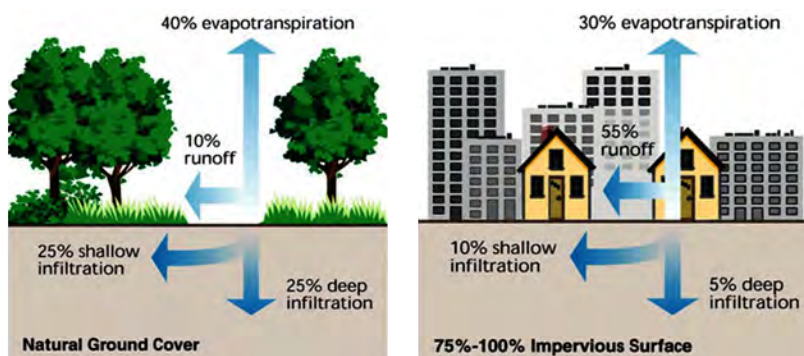 40% evapotranspiration
10%
runoff
25% shallow
infiltration
25% deep
infiltration
Natural Ground Cover
30% evapotranspiration
55%
runoff
10% shallow
infiltration
5% deep
infiltration
75%-100% Impervious Surface